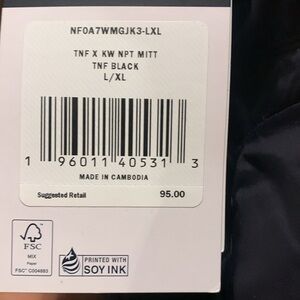 NF0A7WMGJK3-LXL
TNF X KW NPT MITT
TNF BLACK
L/XL
1 96011 40531 3
MADE IN CAMBODIA
Suggested Retail 95.00
FSC
MIX
Paper
FSC® C004883
PRINTED WITH
SOY INK